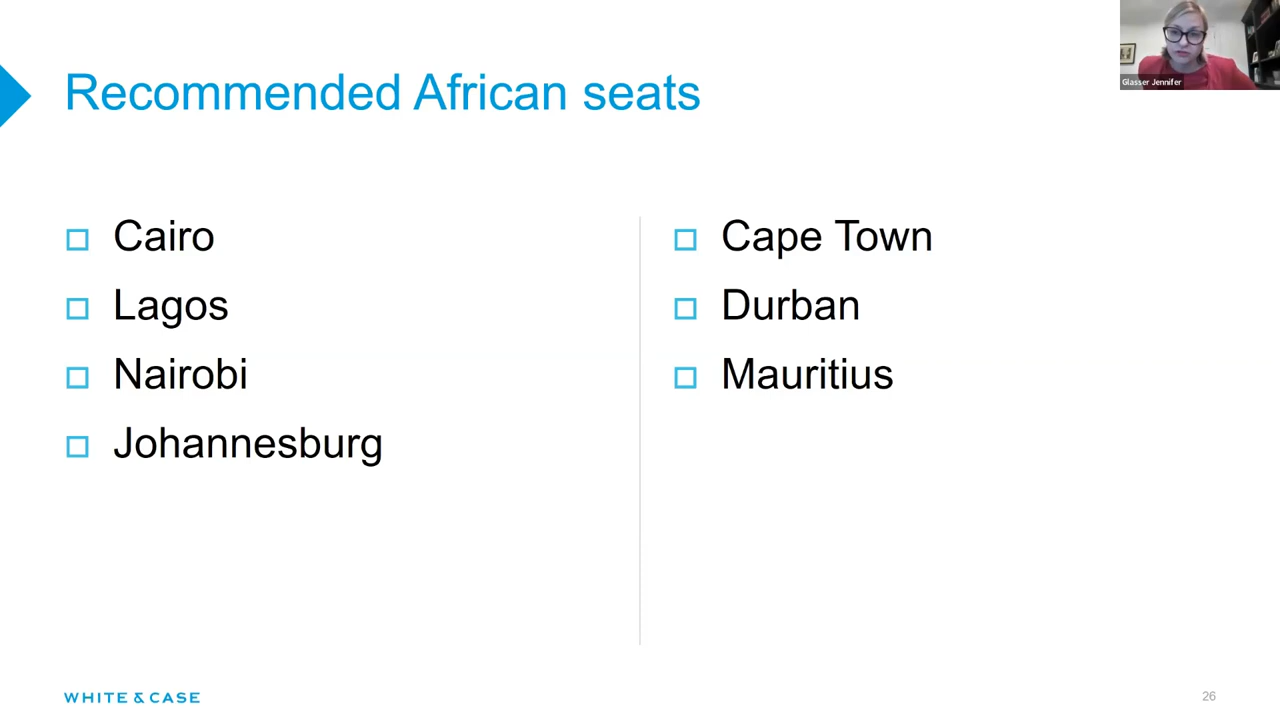 Recommended African seats
Glasser Jennifer
Cairo
Lagos
Nairobi
Johannesburg
Cape Town
Durban
Mauritius
WHITE & CASE
26